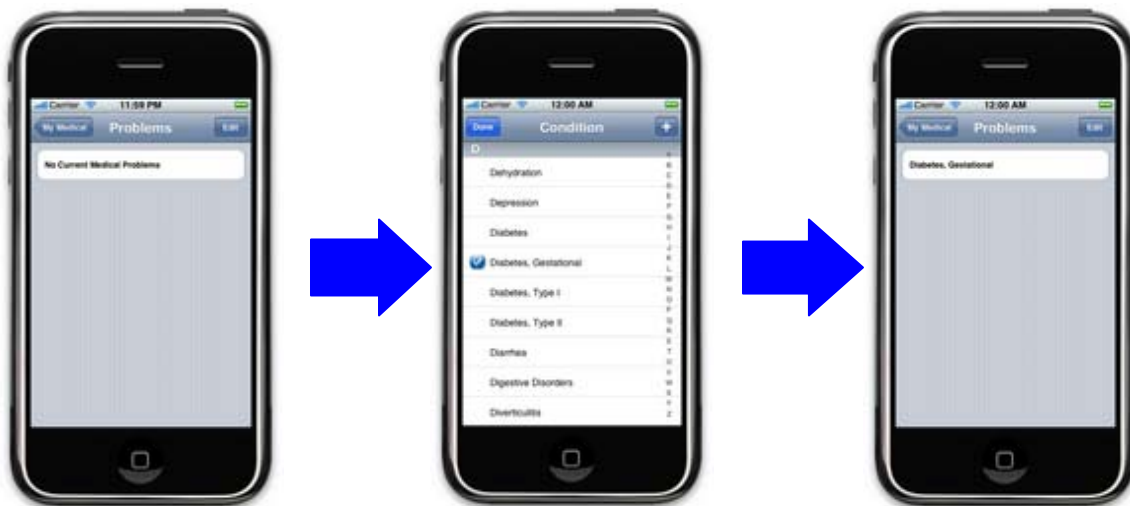 Carrier 11:59 PM
My Medical Problems Edit
No Current Medical Problems
Carrier 12:00 AM
Done Condition +
D
Dehydration
Depression
Diabetes
Diabetes, Gestational
Diabetes, Type I
Diabetes, Type II
Diarrhea
Digestive Disorders
Diverticulitis
Carrier 12:00 AM
My Medical Problems Edit
Diabetes, Gestational